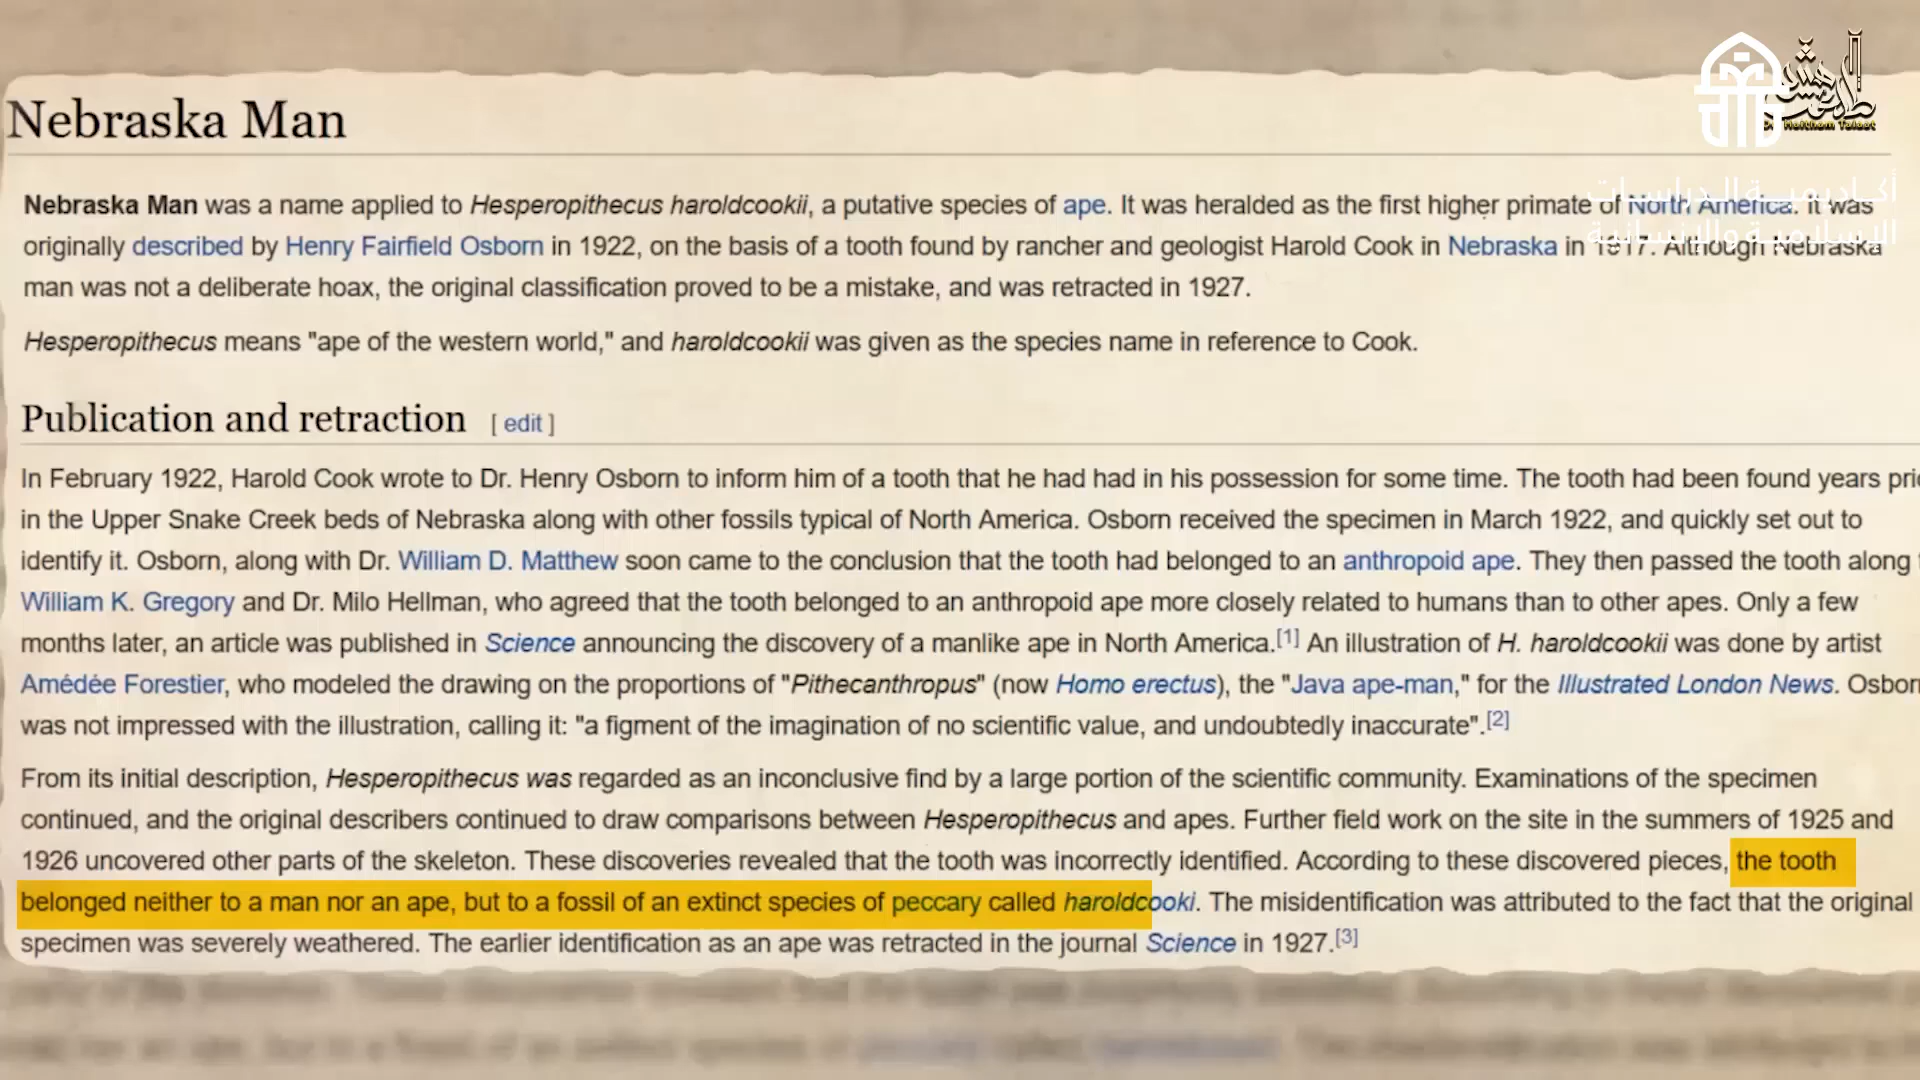 هيثم طلعت
Dr. Haitham Talaat
Nebraska Man
أكـاديميـــة الـدراسـات
الإسلامية والإنسانية
Nebraska Man was a name applied to Hesperopithecus haroldcookii, a putative species of ape. It was heralded as the first higher primate of North America. It was
originally described by Henry Fairfield Osborn in 1922, on the basis of a tooth found by rancher and geologist Harold Cook in Nebraska in 1917. Although Nebraska
man was not a deliberate hoax, the original classification proved to be a mistake, and was retracted in 1927.
Hesperopithecus means "ape of the western world," and haroldcookii was given as the species name in reference to Cook.
Publication and retraction [ edit ]
In February 1922, Harold Cook wrote to Dr. Henry Osborn to inform him of a tooth that he had had in his possession for some time. The tooth had been found years
in the Upper Snake Creek beds of Nebraska along with other fossils typical of North America. Osborn received the specimen in March 1922, and quickly set out to
identify it. Osborn, along with Dr. William D. Matthew soon came to the conclusion that the tooth had belonged to an anthropoid ape. They then passed the tooth along
William K. Gregory and Dr. Milo Hellman, who agreed that the tooth belonged to an anthropoid ape more closely related to humans than to other apes. Only a few
months later, an article was published in Science announcing the discovery of a manlike ape in North America.[1] An illustration of H. haroldcookii was done by artist
Amédée Forestier, who modeled the drawing on the proportions of "Pithecanthropus" (now Homo erectus), the "Java ape-man," for the Illustrated London News. Osborn
was not impressed with the illustration, calling it: "a figment of the imagination of no scientific value, and undoubtedly inaccurate".[2]
From its initial description, Hesperopithecus was regarded as an inconclusive find by a large portion of the scientific community. Examinations of the specimen
continued, and the original describers continued to draw comparisons between Hesperopithecus and apes. Further field work on the site in the summers of 1925 and
1926 uncovered other parts of the skeleton. These discoveries revealed that the tooth was incorrectly identified. According to these discovered pieces, the tooth
belonged neither to a man nor an ape, but to a fossil of an extinct species of peccary called haroldcooki. The misidentification was attributed to the fact that the original
specimen was severely weathered. The earlier identification as an ape was retracted in the journal Science in 1927.[3]